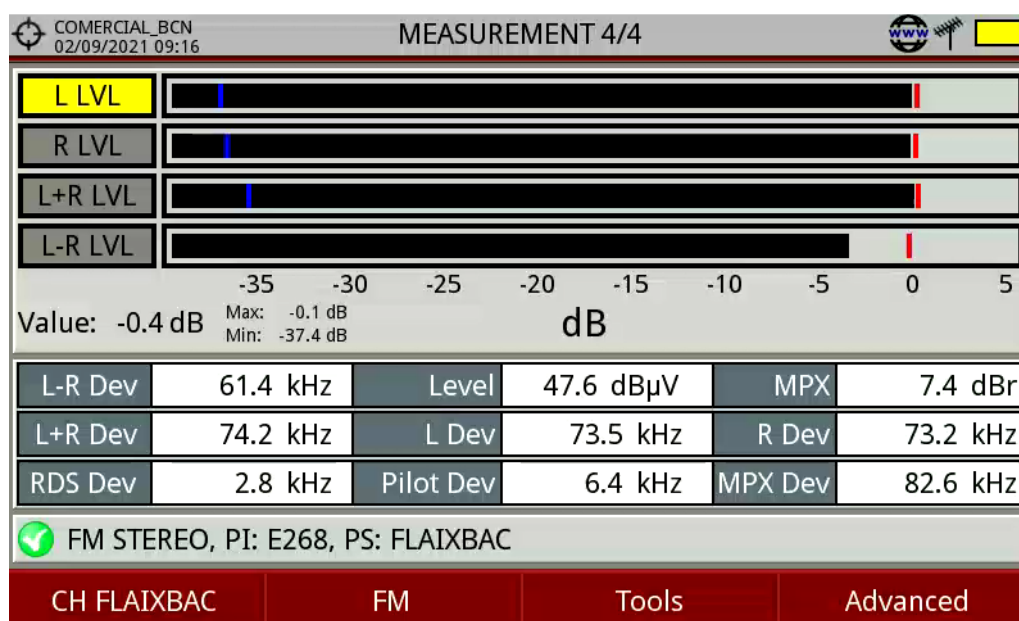 COMERCIAL_BCN
02/09/2021 09:16
MEASUREMENT 4/4
www
L LVL
R LVL
L+R LVL
L-R LVL
-35 -30 -25 -20 -15 -10 -5 0 5
Value: -0.4 dB Max: -0.1 dB
Min: -37.4 dB
dB
L-R Dev 61.4 kHz Level 47.6 dBµV MPX 7.4 dBr
L+R Dev 74.2 kHz L Dev 73.5 kHz R Dev 73.2 kHz
RDS Dev 2.8 kHz Pilot Dev 6.4 kHz MPX Dev 82.6 kHz
FM STEREO, PI: E268, PS: FLAIXBAC
CH FLAIXBAC FM Tools Advanced